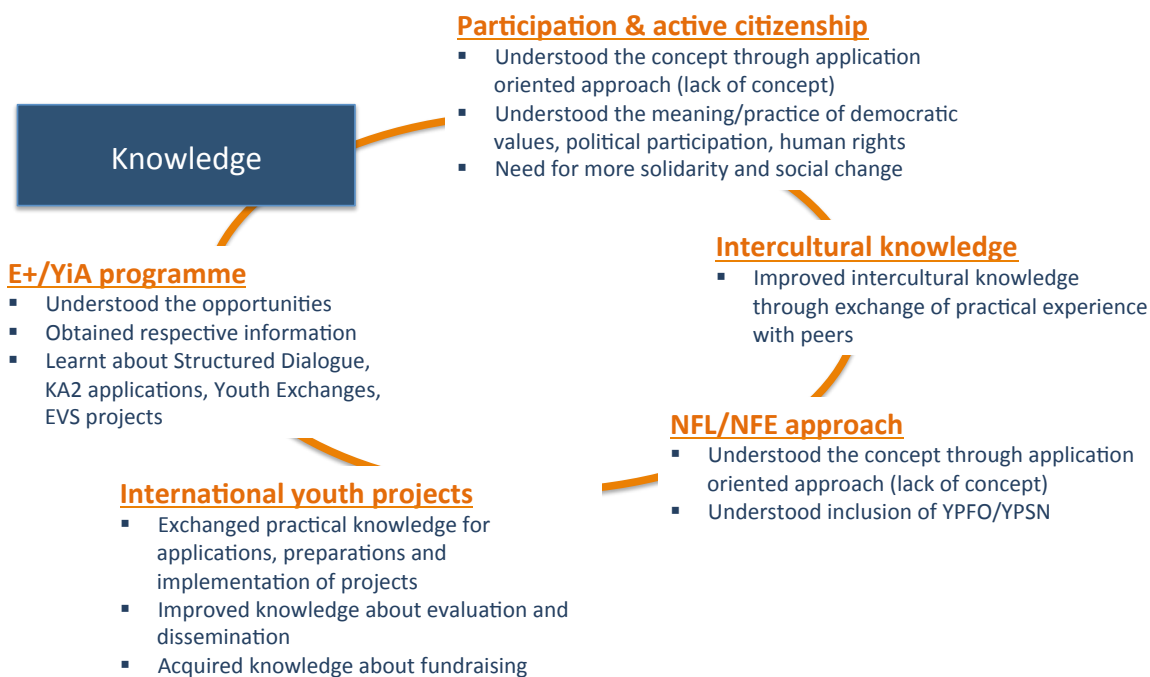 Knowledge
Participation & active citizenship
▪ Understood the concept through application
oriented approach (lack of concept)
▪ Understood the meaning/practice of democratic
values, political participation, human rights
▪ Need for more solidarity and social change
Intercultural knowledge
▪ Improved intercultural knowledge
through exchange of practical experience
with peers
NFL/NFE approach
▪ Understood the concept through application
oriented approach (lack of concept)
▪ Understood inclusion of YPFO/YPSN
International youth projects
▪ Exchanged practical knowledge for
applications, preparations and
implementation of projects
▪ Improved knowledge about evaluation and
dissemination
▪ Acquired knowledge about fundraising
E+/YiA programme
▪ Understood the opportunities
▪ Obtained respective information
▪ Learnt about Structured Dialogue,
KA2 applications, Youth Exchanges,
EVS projects